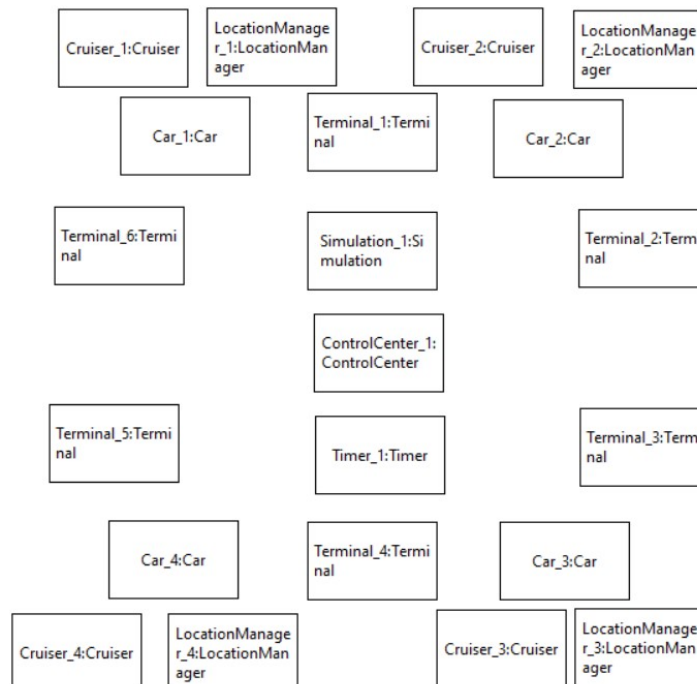 Cruiser_1:Cruiser
LocationManage
r_1:LocationMan
ager
Cruiser_2:Cruiser
LocationManage
r_2:LocationMan
ager
Car_1:Car
Terminal_1:Termi
nal
Car_2:Car
Terminal_6:Termi
nal
Simulation_1:Si
mulation
Terminal_2:Term
nal
ControlCenter_1:
ControlCenter
Terminal_5:Termi
nal
Timer_1:Timer
Terminal_3:Term
nal
Car_4:Car
Terminal_4:Termi
nal
Car_3:Car
Cruiser_4:Cruiser
LocationManage
r_4:LocationMan
ager
Cruiser_3:Cruiser
LocationManage
r_3:LocationMan
ager